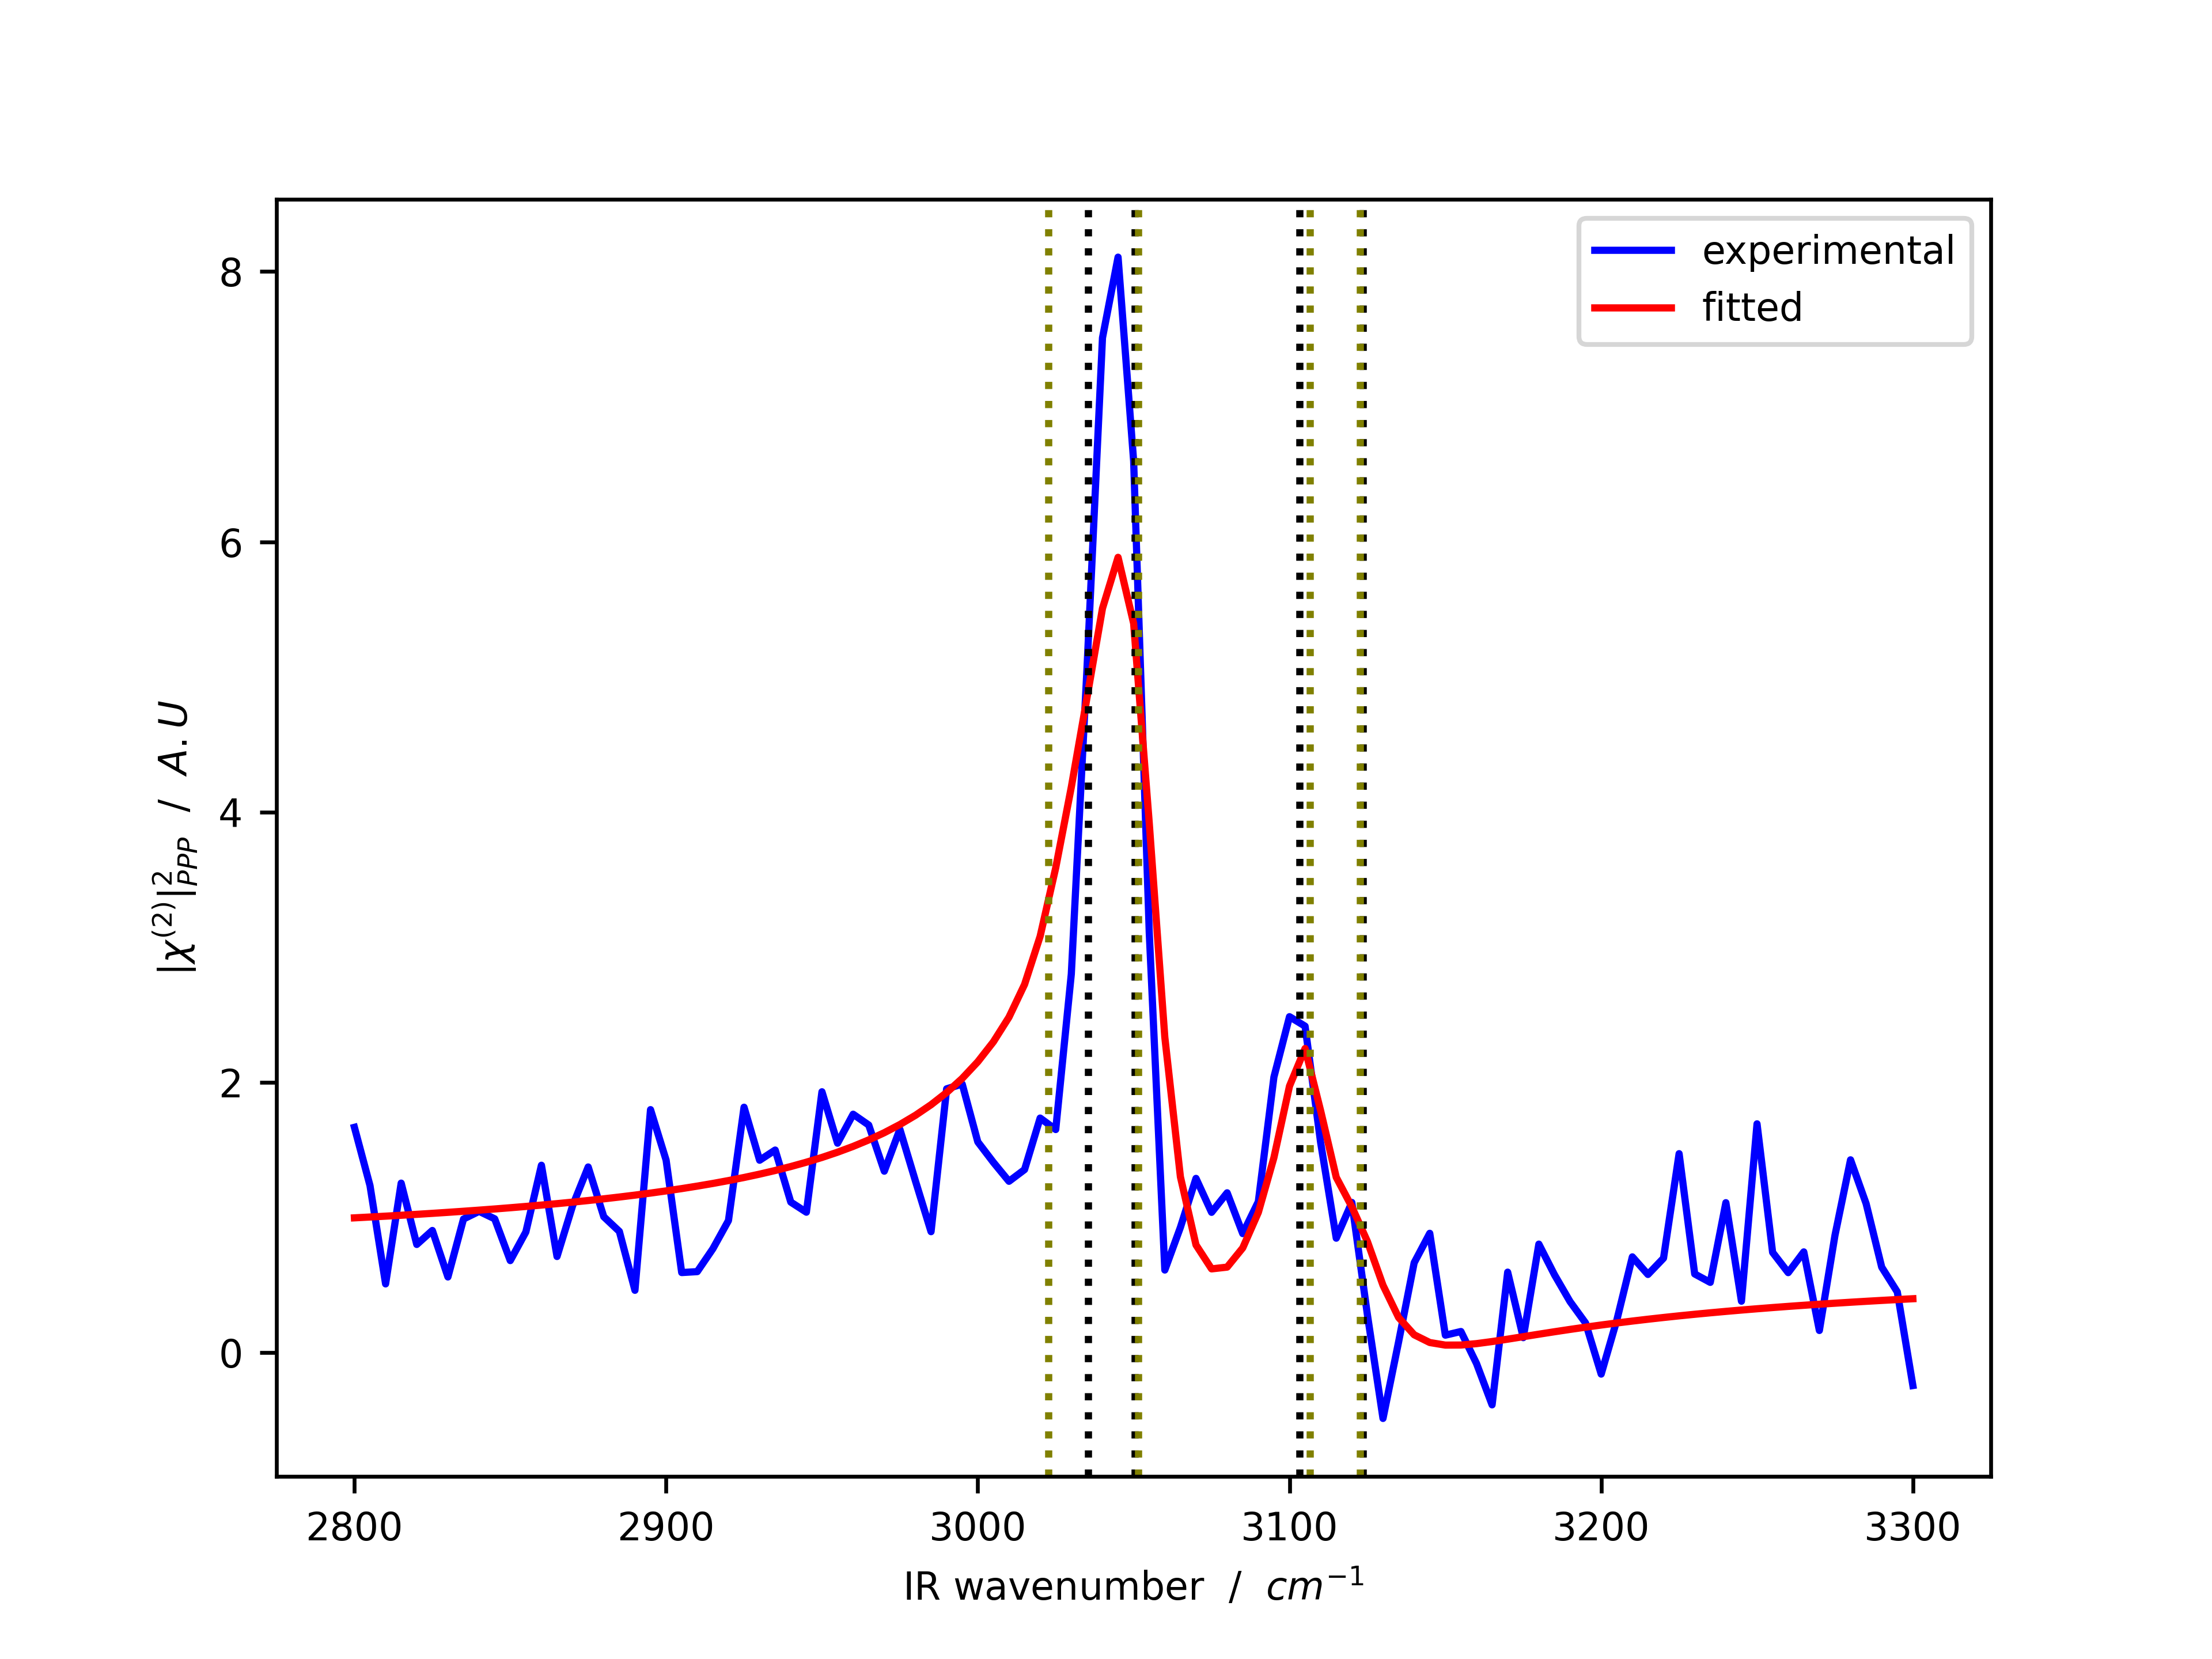 experimental
fitted
8
6
4
2
0
|χ⁽²⁾|²_PPP / A.U
2800 2900 3000 3100 3200 3300
IR wavenumber / cm⁻¹